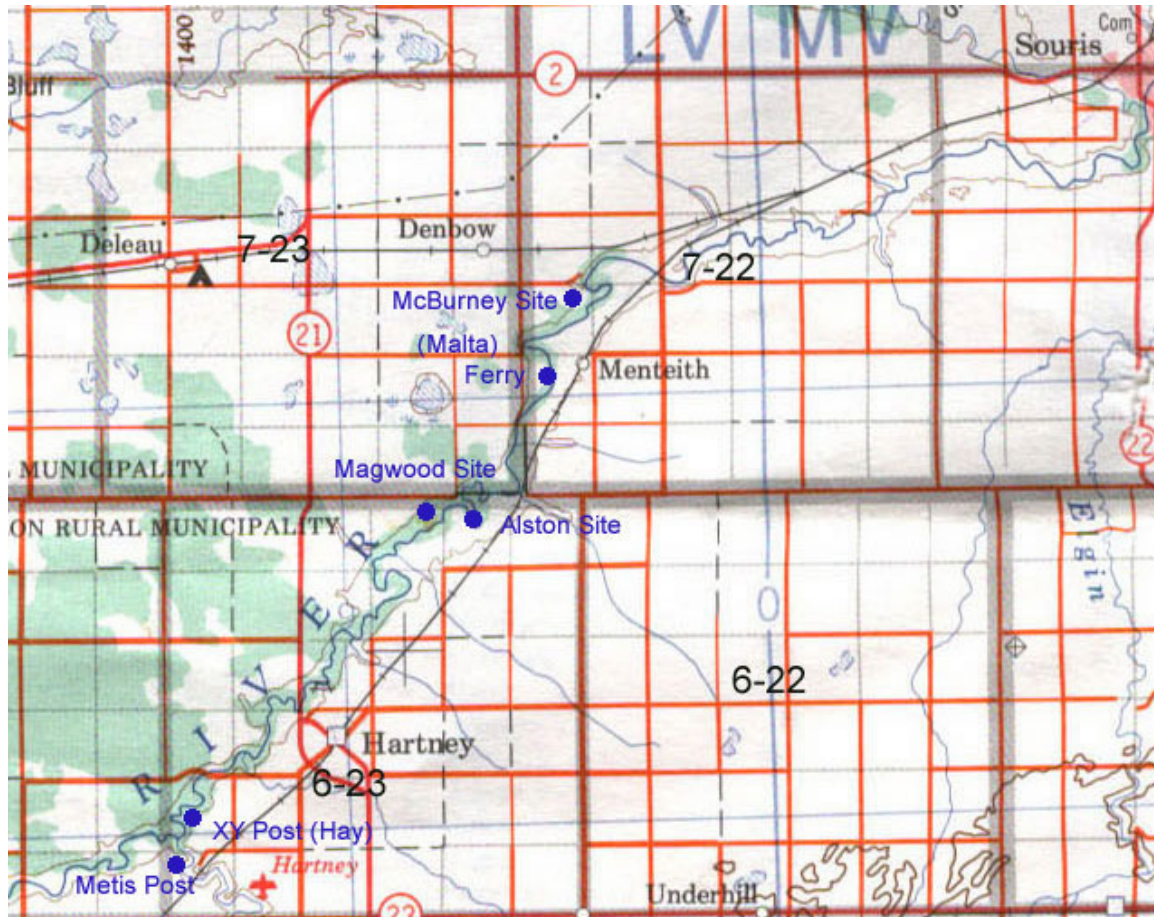 1400
LV MV
Com
Souris
Bluff
2
Deleau
7-23
Denbow
7-22
McBurney Site
(Malta)
21
Ferry
Menteith
22
MUNICIPALITY
Magwood Site
ON RURAL MUNICIPALITY
Alston Site
Elgin
RIVER
6-22
Hartney
6-23
XY Post (Hay)
Metis Post
Hartney
Underhill